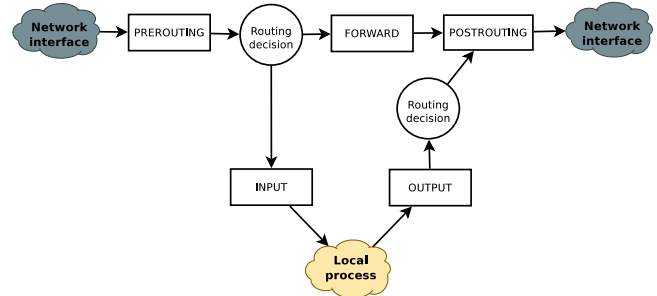 Network
interface
PREROUTING
Routing
decision
FORWARD
POSTROUTING
Network
interface
Routing
decision
INPUT
OUTPUT
Local
process